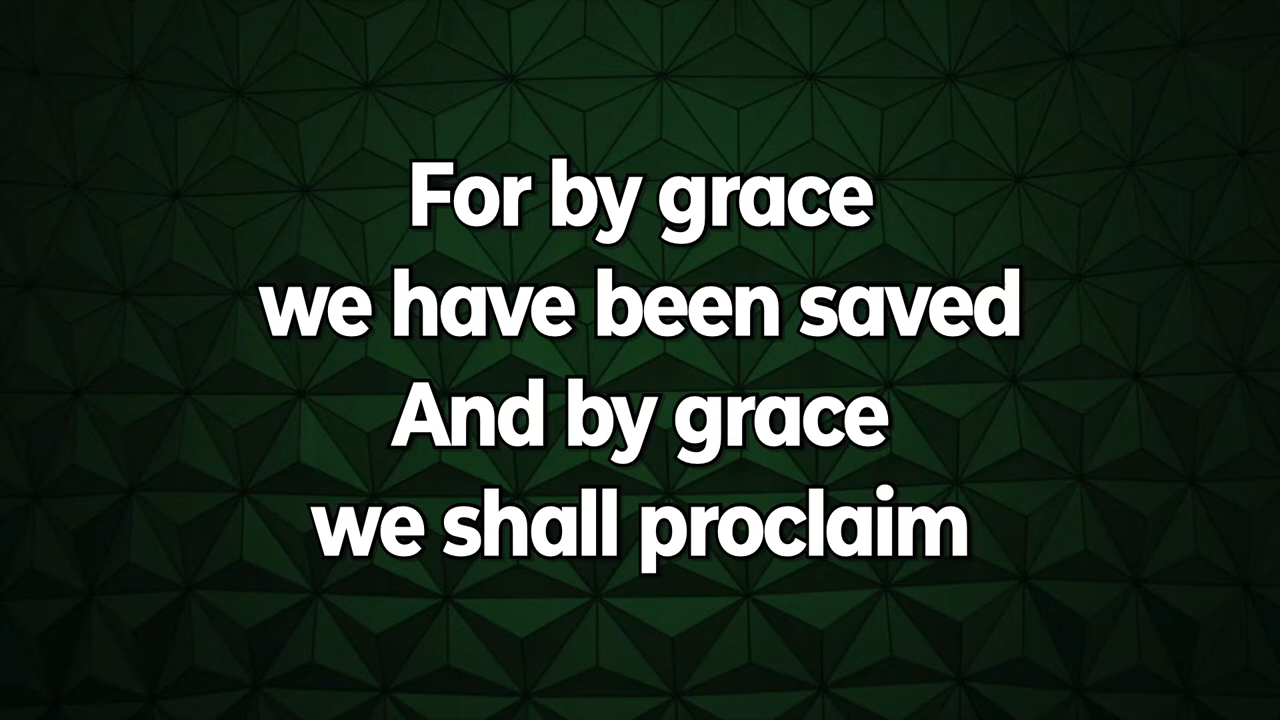 For by grace
we have been saved
And by grace
we shall proclaim